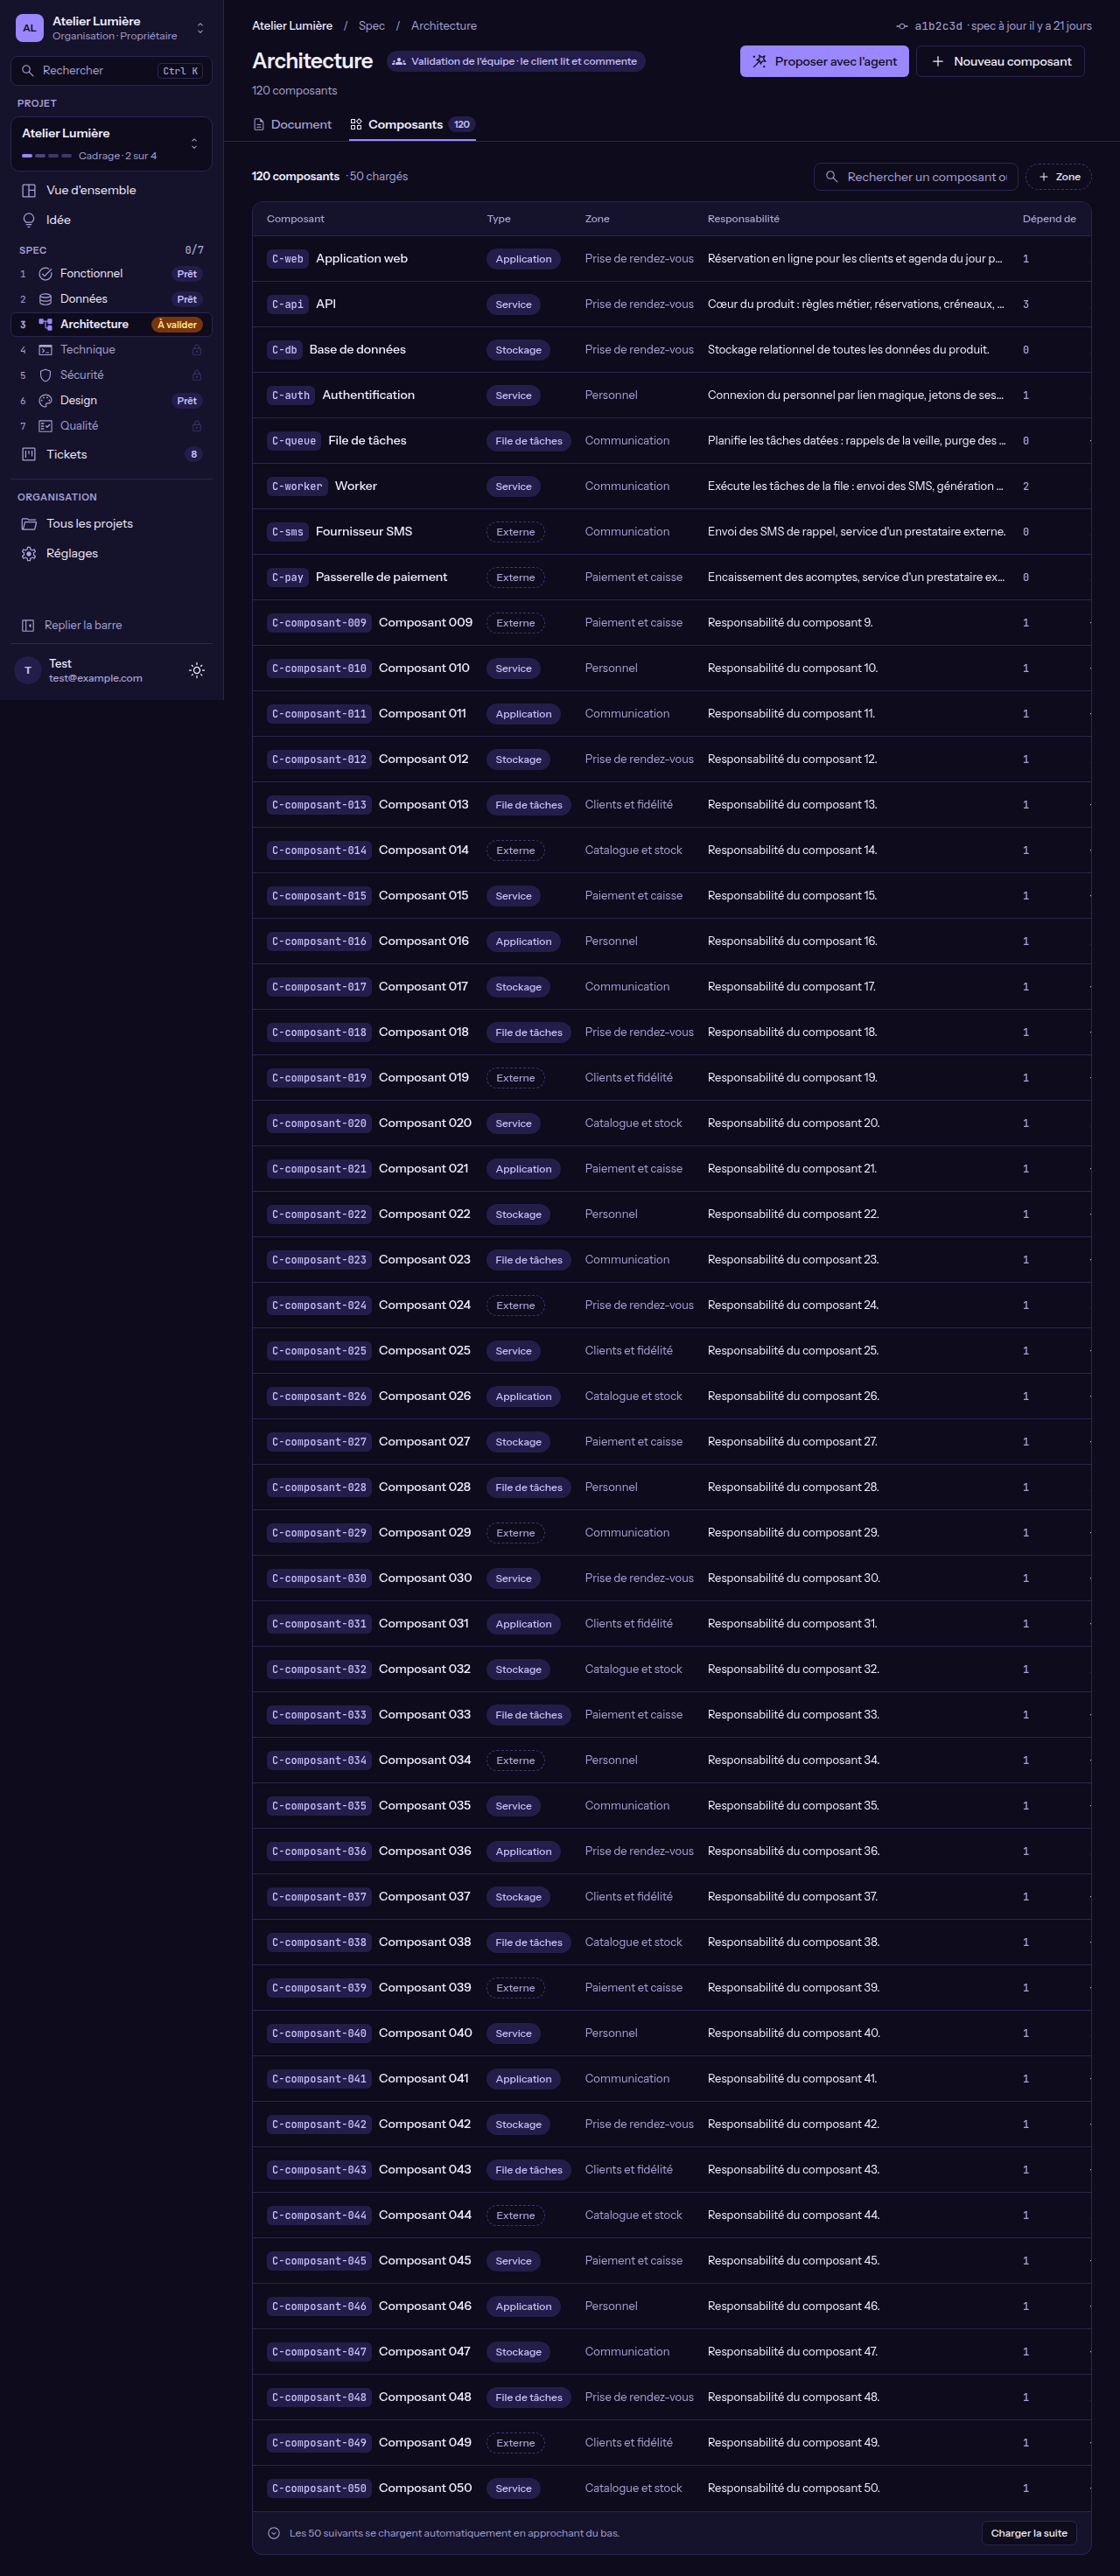 AL Atelier Lumière
Organisation · Propriétaire
Rechercher Ctrl K
PROJET
Atelier Lumière
Cadrage · 2 sur 4
Vue d'ensemble
Idée
SPEC 0/7
1 Fonctionnel Prêt
2 Données Prêt
3 Architecture À valider
4 Technique
5 Sécurité
6 Design Prêt
7 Qualité
Tickets 8
ORGANISATION
Tous les projets
Réglages
Replier la barre
T Test
test@example.com
Atelier Lumière / Spec / Architecture
a1b2c3d · spec à jour il y a 21 jours
Architecture
Validation de l'équipe · le client lit et commente
Proposer avec l'agent
Nouveau composant
120 composants
Document
Composants 120
120 composants · 50 chargés
Rechercher un composant o
Zone
Composant Type Zone Responsabilité Dépend de
C-web Application web Application Prise de rendez-vous Réservation en ligne pour les clients et agenda du jour p… 1
C-api API Service Prise de rendez-vous Cœur du produit : règles métier, réservations, créneaux, … 3
C-db Base de données Stockage Prise de rendez-vous Stockage relationnel de toutes les données du produit. 0
C-auth Authentification Service Personnel Connexion du personnel par lien magique, jetons de ses… 1
C-queue File de tâches File de tâches Communication Planifie les tâches datées : rappels de la veille, purge des … 0
C-worker Worker Service Communication Exécute les tâches de la file : envoi des SMS, génération … 2
C-sms Fournisseur SMS Externe Communication Envoi des SMS de rappel, service d'un prestataire externe. 0
C-pay Passerelle de paiement Externe Paiement et caisse Encaissement des acomptes, service d'un prestataire ex… 0
C-composant-009 Composant 009 Externe Paiement et caisse Responsabilité du composant 9. 1
C-composant-010 Composant 010 Service Personnel Responsabilité du composant 10. 1
C-composant-011 Composant 011 Application Communication Responsabilité du composant 11. 1
C-composant-012 Composant 012 Stockage Prise de rendez-vous Responsabilité du composant 12. 1
C-composant-013 Composant 013 File de tâches Clients et fidélité Responsabilité du composant 13. 1
C-composant-014 Composant 014 Externe Catalogue et stock Responsabilité du composant 14. 1
C-composant-015 Composant 015 Service Paiement et caisse Responsabilité du composant 15. 1
C-composant-016 Composant 016 Application Personnel Responsabilité du composant 16. 1
C-composant-017 Composant 017 Stockage Communication Responsabilité du composant 17. 1
C-composant-018 Composant 018 File de tâches Prise de rendez-vous Responsabilité du composant 18. 1
C-composant-019 Composant 019 Externe Clients et fidélité Responsabilité du composant 19. 1
C-composant-020 Composant 020 Service Catalogue et stock Responsabilité du composant 20. 1
C-composant-021 Composant 021 Application Paiement et caisse Responsabilité du composant 21. 1
C-composant-022 Composant 022 Stockage Personnel Responsabilité du composant 22. 1
C-composant-023 Composant 023 File de tâches Communication Responsabilité du composant 23. 1
C-composant-024 Composant 024 Externe Prise de rendez-vous Responsabilité du composant 24. 1
C-composant-025 Composant 025 Service Clients et fidélité Responsabilité du composant 25. 1
C-composant-026 Composant 026 Application Catalogue et stock Responsabilité du composant 26. 1
C-composant-027 Composant 027 Stockage Paiement et caisse Responsabilité du composant 27. 1
C-composant-028 Composant 028 File de tâches Personnel Responsabilité du composant 28. 1
C-composant-029 Composant 029 Externe Communication Responsabilité du composant 29. 1
C-composant-030 Composant 030 Service Prise de rendez-vous Responsabilité du composant 30. 1
C-composant-031 Composant 031 Application Clients et fidélité Responsabilité du composant 31. 1
C-composant-032 Composant 032 Stockage Catalogue et stock Responsabilité du composant 32. 1
C-composant-033 Composant 033 File de tâches Paiement et caisse Responsabilité du composant 33. 1
C-composant-034 Composant 034 Externe Personnel Responsabilité du composant 34. 1
C-composant-035 Composant 035 Service Communication Responsabilité du composant 35. 1
C-composant-036 Composant 036 Application Prise de rendez-vous Responsabilité du composant 36. 1
C-composant-037 Composant 037 Stockage Clients et fidélité Responsabilité du composant 37. 1
C-composant-038 Composant 038 File de tâches Catalogue et stock Responsabilité du composant 38. 1
C-composant-039 Composant 039 Externe Paiement et caisse Responsabilité du composant 39. 1
C-composant-040 Composant 040 Service Personnel Responsabilité du composant 40. 1
C-composant-041 Composant 041 Application Communication Responsabilité du composant 41. 1
C-composant-042 Composant 042 Stockage Prise de rendez-vous Responsabilité du composant 42. 1
C-composant-043 Composant 043 File de tâches Clients et fidélité Responsabilité du composant 43. 1
C-composant-044 Composant 044 Externe Catalogue et stock Responsabilité du composant 44. 1
C-composant-045 Composant 045 Service Paiement et caisse Responsabilité du composant 45. 1
C-composant-046 Composant 046 Application Personnel Responsabilité du composant 46. 1
C-composant-047 Composant 047 Stockage Communication Responsabilité du composant 47. 1
C-composant-048 Composant 048 File de tâches Prise de rendez-vous Responsabilité du composant 48. 1
C-composant-049 Composant 049 Externe Clients et fidélité Responsabilité du composant 49. 1
C-composant-050 Composant 050 Service Catalogue et stock Responsabilité du composant 50. 1
Les 50 suivants se chargent automatiquement en approchant du bas.
Charger la suite